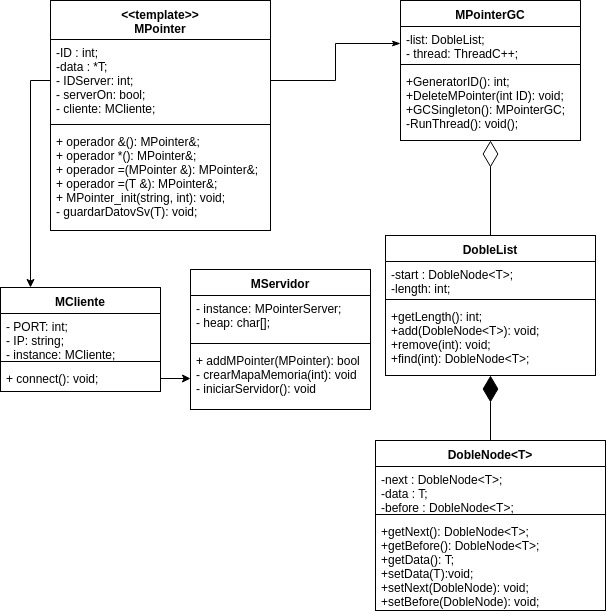 <<template>>
MPointer
-ID : int;
-data : *T;
- IDServer: int;
- serverOn: bool;
- cliente: MCliente;
+ operador &(): MPointer&;
+ operador *(): MPointer&;
+ operador =(MPointer &): MPointer&;
+ operador =(T &): MPointer&;
+ MPointer_init(string, int): void;
- guardarDatovSv(T): void;
MPointerGC
-list: DobleList;
- thread: ThreadC++;
+GeneratorID(): int;
+DeleteMPointer(int ID): void;
+GCSingleton(): MPointerGC;
-RunThread(): void();
DobleList
-start : DobleNode<T>;
-length: int;
+getLength(): int;
+add(DobleNode<T>): void;
+remove(int): void;
+find(int): DobleNode<T>;
MCliente
- PORT: int;
- IP: string;
- instance: MCliente;
+ connect(): void;
MServidor
- instance: MPointerServer;
- heap: char[];
+ addMPointer(MPointer): bool
- crearMapaMemoria(int): void
- iniciarServidor(): void
DobleNode<T>
-next : DobleNode<T>;
-data : T;
-before : DobleNode<T>;
+getNext(): DobleNode<T>;
+getBefore(): DobleNode<T>;
+getData(): T;
+setData(T):void;
+setNext(DobleNode): void;
+setBefore(DobleNode): void;